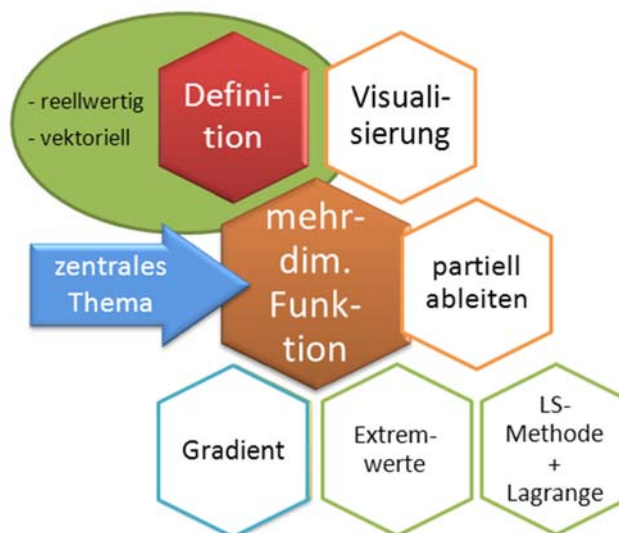 - reellwertig
- vektoriell
Defini-
tion
Visuali-
sierung
zentrales
Thema
mehr-
dim.
Funk-
tion
partiell
ableiten
Gradient
Extrem-
werte
LS-
Methode
+
Lagrange